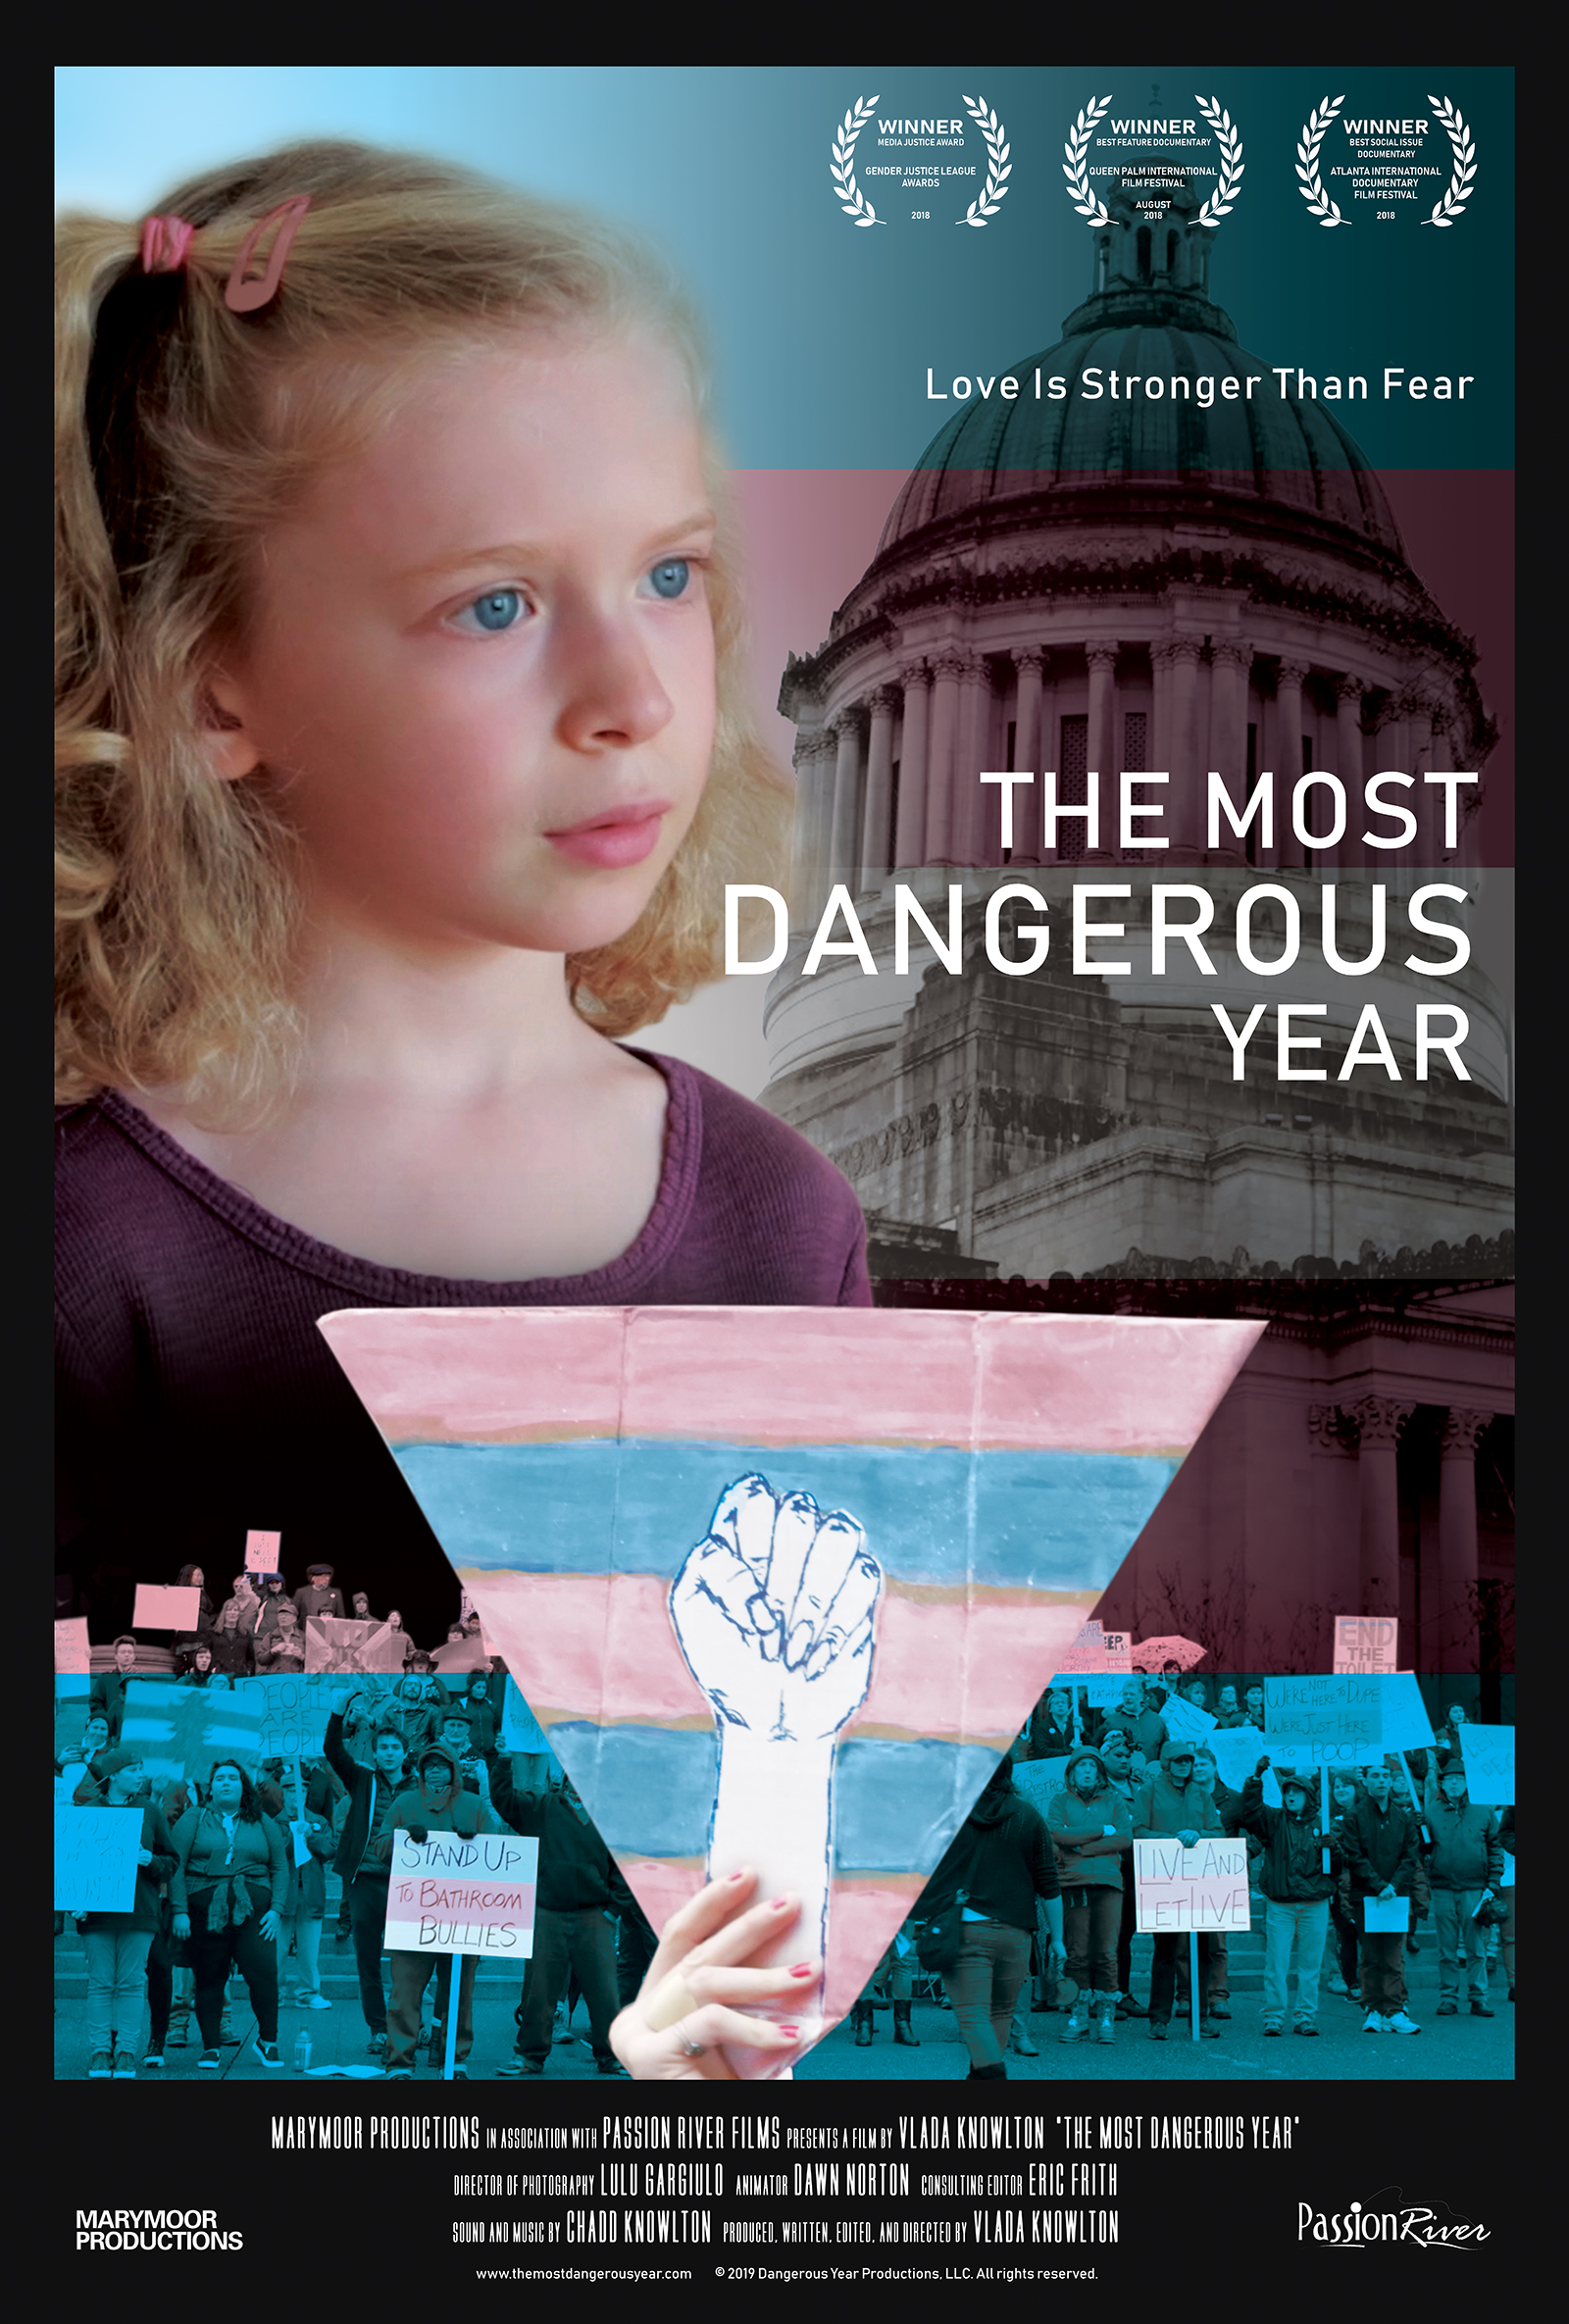 WINNER
MEDIA JUSTICE AWARD
GENDER JUSTICE LEAGUE
AWARDS
2018
WINNER
BEST FEATURE DOCUMENTARY
QUEEN PALM INTERNATIONAL
FILM FESTIVAL
AUGUST
2018
WINNER
BEST SOCIAL ISSUE
DOCUMENTARY
ATLANTA INTERNATIONAL
DOCUMENTARY
FILM FESTIVAL
2018
Love Is Stronger Than Fear
THE MOST
DANGEROUS
YEAR
END
THE
TOILET
PEOPLE
ARE
PEOPLE
WE'RE NOT
HERE TO DUPE
WE'RE JUST HERE
TO POOP
STAND UP
TO BATHROOM
BULLIES
LIVE AND
LET LIVE
MARYMOOR PRODUCTIONS IN ASSOCIATION WITH PASSION RIVER FILMS PRESENTS A FILM BY VLADA KNOWLTON "THE MOST DANGEROUS YEAR"
DIRECTOR OF PHOTOGRAPHY LULU GARGIULO ANIMATOR DAWN NORTON CONSULTING EDITOR ERIC FRITH
SOUND AND MUSIC BY CHADD KNOWLTON PRODUCED, WRITTEN, EDITED, AND DIRECTED BY VLADA KNOWLTON
MARYMOOR
PRODUCTIONS
Passion River
www.themostdangerousyear.com © 2019 Dangerous Year Productions, LLC. All rights reserved.